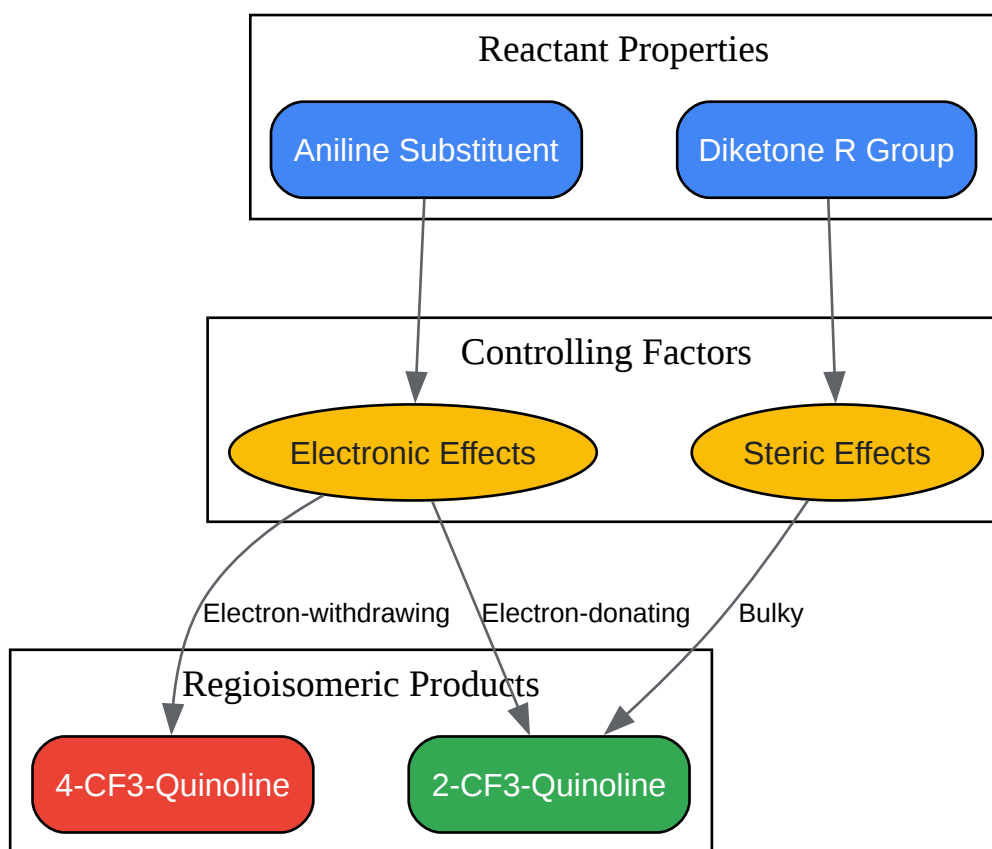 Reactant Properties
Aniline Substituent
Diketone R Group
Controlling Factors
Electronic Effects
Steric Effects
Electron-withdrawing
Electron-donating
Bulky
Regioisomeric Products
4-CF3-Quinoline
2-CF3-Quinoline